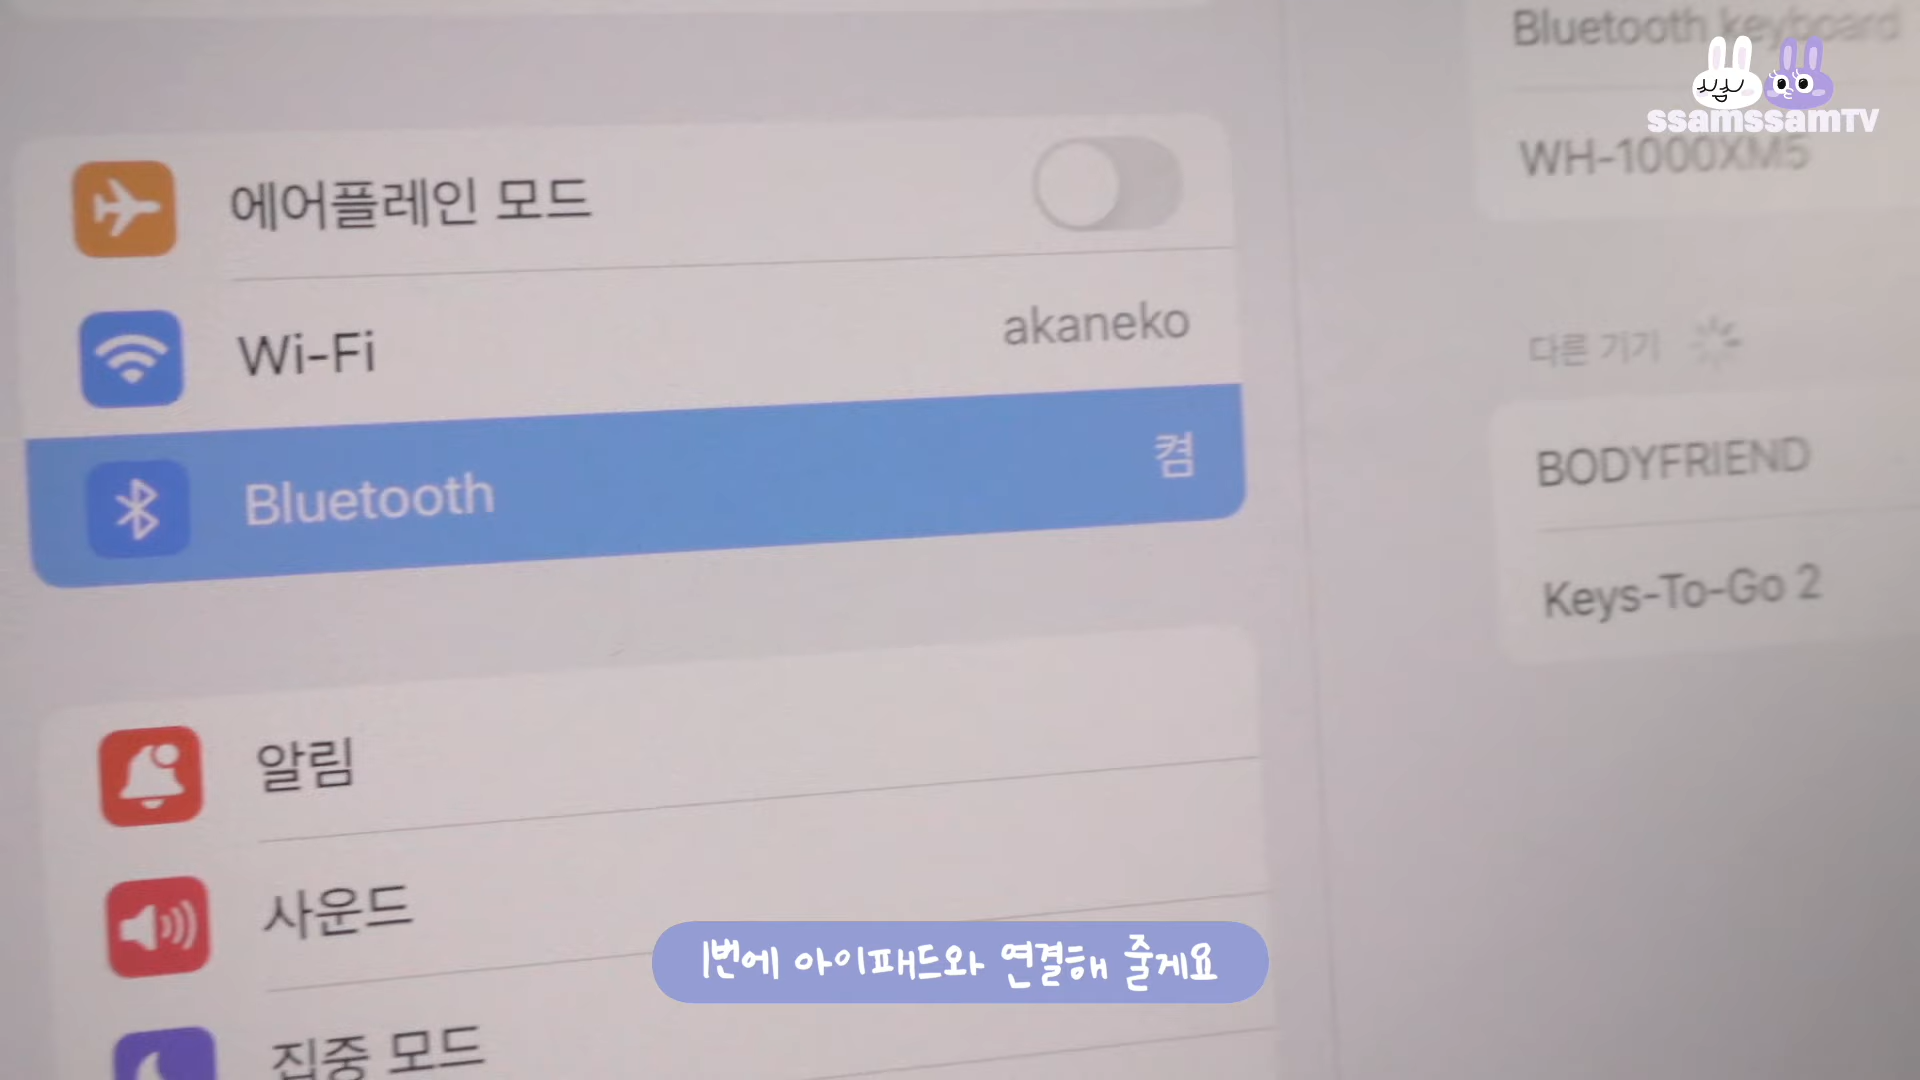 에어플레인 모드
Wi-Fi
akaneko
Bluetooth
켬
알림
사운드
집중 모드
Bluetooth keyboard
WH-1000XM5
다른 기기
BODYFRIEND
Keys-To-Go 2
ssamssamTV
1번에 아이패드와 연결해 줄게요